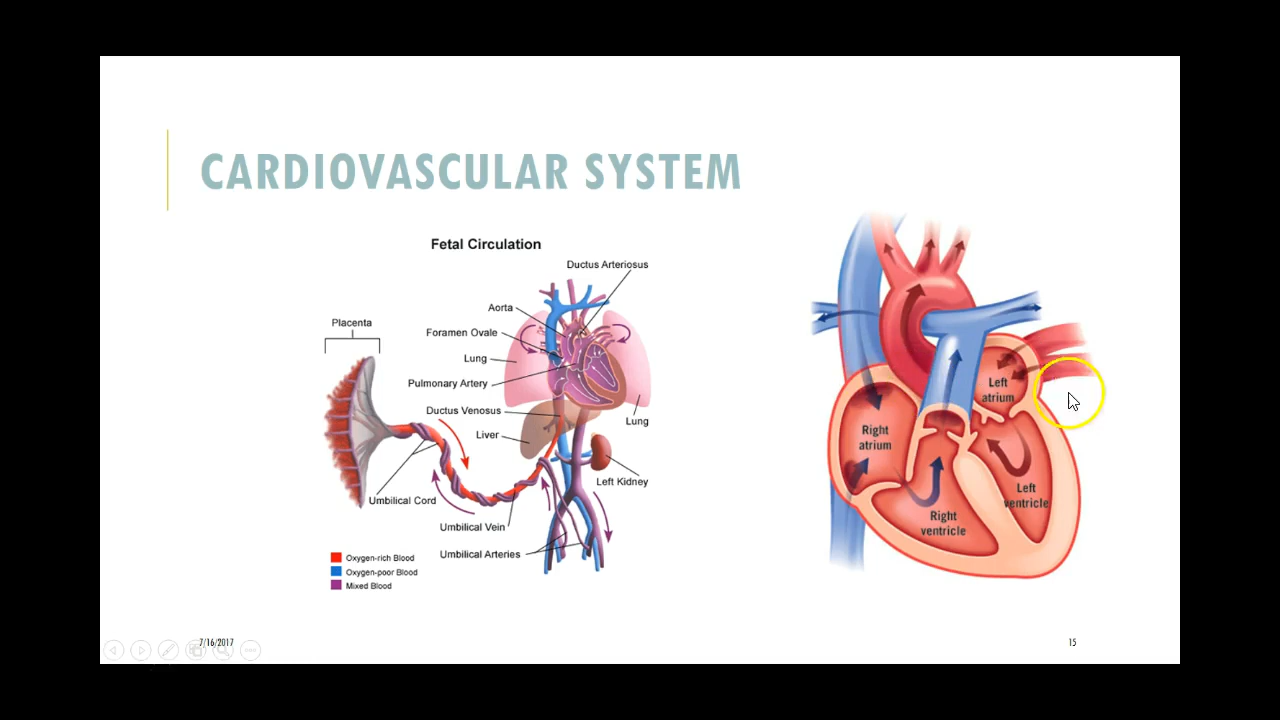 CARDIOVASCULAR SYSTEM
Fetal Circulation
Ductus Arteriosus
Aorta
Placenta
Foramen Ovale
Lung
Pulmonary Artery
Ductus Venosus
Lung
Liver
Left Kidney
Umbilical Cord
Umbilical Vein
Umbilical Arteries
Oxygen-rich Blood
Oxygen-poor Blood
Mixed Blood
Left
atrium
Right
atrium
Left
ventricle
Right
ventricle
7/16/2017
15